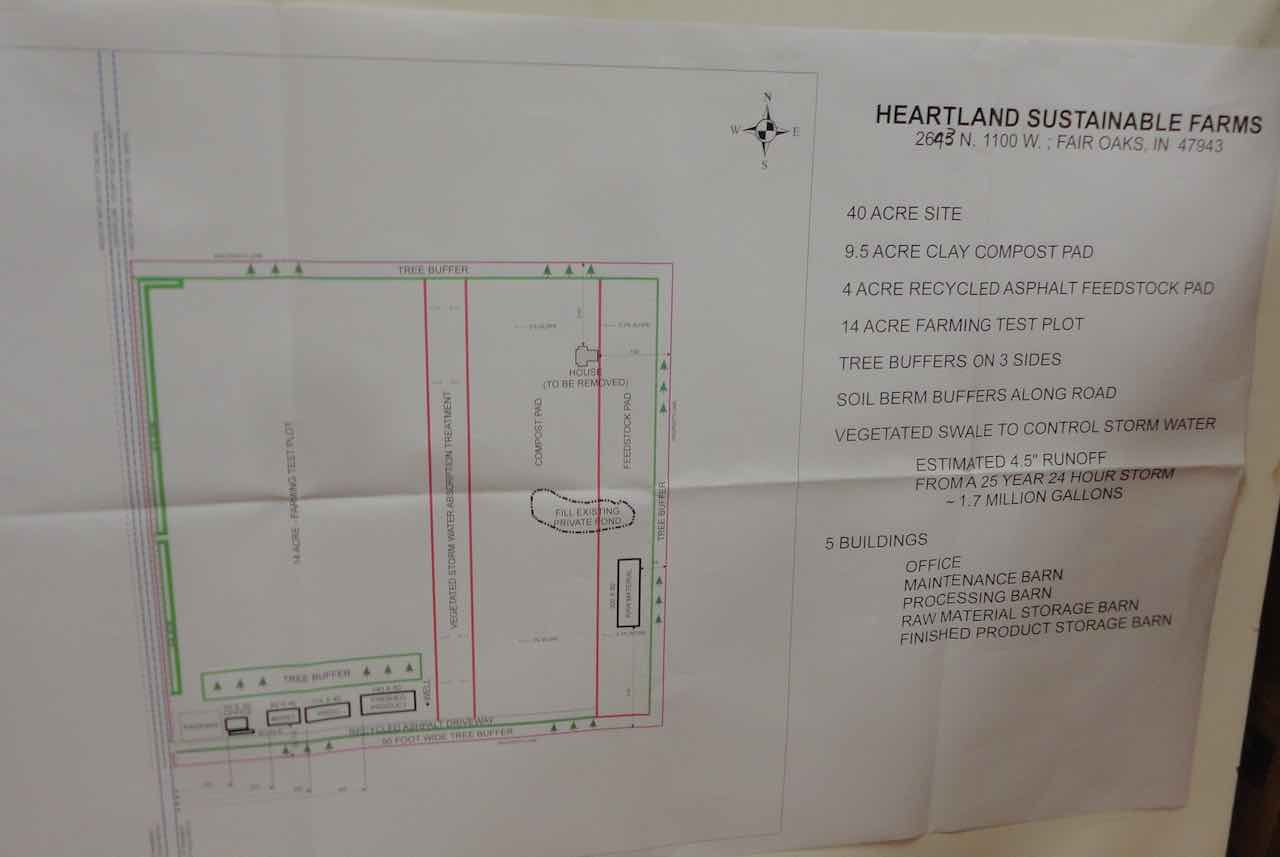 N
W E
S
HEARTLAND SUSTAINABLE FARMS
2643 N. 1100 W. ; FAIR OAKS, IN 47943
40 ACRE SITE
9.5 ACRE CLAY COMPOST PAD
4 ACRE RECYCLED ASPHALT FEEDSTOCK PAD
14 ACRE FARMING TEST PLOT
TREE BUFFERS ON 3 SIDES
SOIL BERM BUFFERS ALONG ROAD
VEGETATED SWALE TO CONTROL STORM WATER
ESTIMATED 4.5" RUNOFF
FROM A 25 YEAR 24 HOUR STORM
~ 1.7 MILLION GALLONS
5 BUILDINGS
OFFICE
MAINTENANCE BARN
PROCESSING BARN
RAW MATERIAL STORAGE BARN
FINISHED PRODUCT STORAGE BARN
TREE BUFFER
HOUSE
(TO BE REMOVED)
14 ACRE - FARMING TEST PLOT
VEGETATED STORM WATER ABSORPTION TREATMENT
COMPOST PAD
FEEDSTOCK PAD
FILL EXISTING
PRIVATE POND
TREE BUFFER
RAW MATERIAL
TREE BUFFER
WELL
FINISHED
PRODUCT
RECYCLED ASHPALT DRIVEWAY
50 FOOT WIDE TREE BUFFER